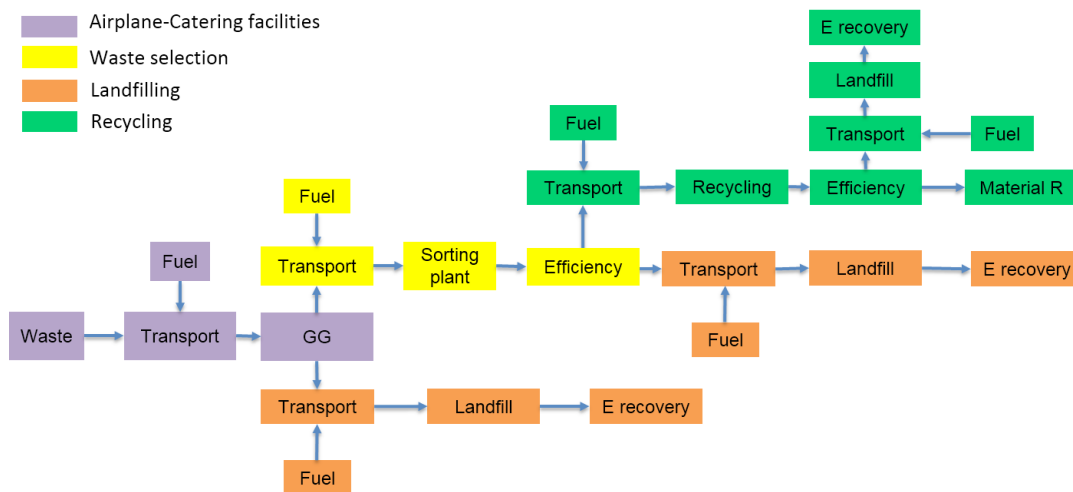 Airplane-Catering facilities
Waste selection
Landfilling
Recycling
E recovery
Landfill
Fuel
Transport
Fuel
Transport
Recycling
Efficiency
Material R
Fuel
Transport
Sorting
plant
Efficiency
Transport
Landfill
E recovery
Fuel
Waste
Transport
GG
Fuel
Transport
Landfill
E recovery
Fuel